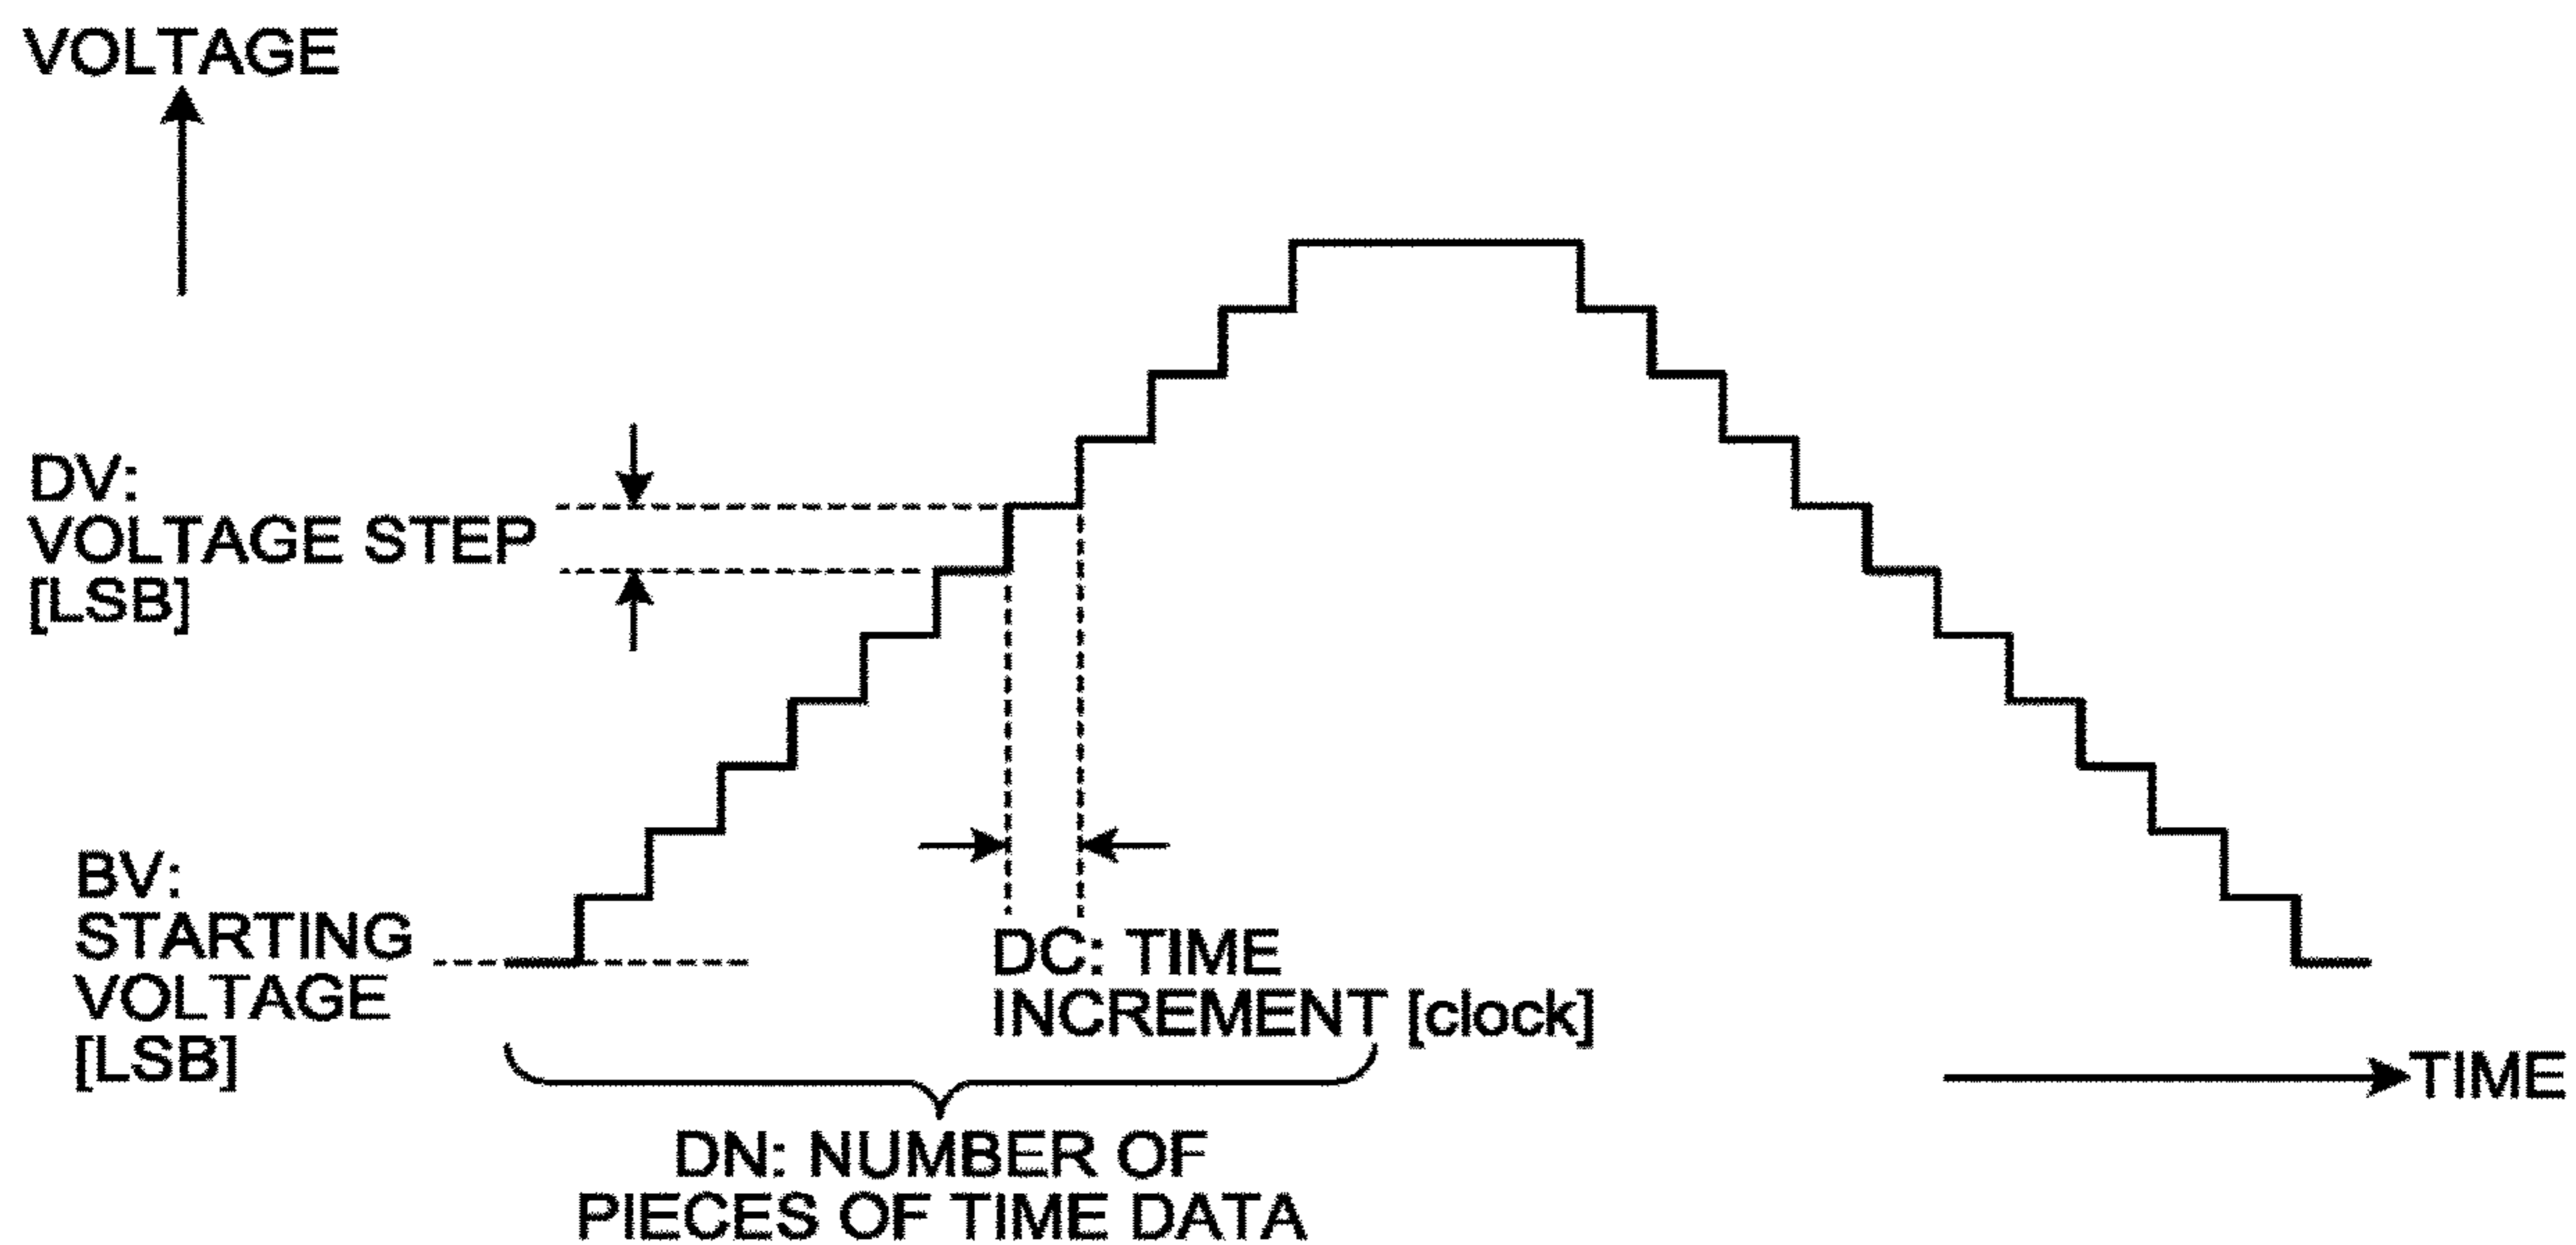 VOLTAGE
DV:
VOLTAGE STEP
[LSB]
BV:
STARTING
VOLTAGE
[LSB]
DC: TIME
INCREMENT [clock]
TIME
DN: NUMBER OF
PIECES OF TIME DATA